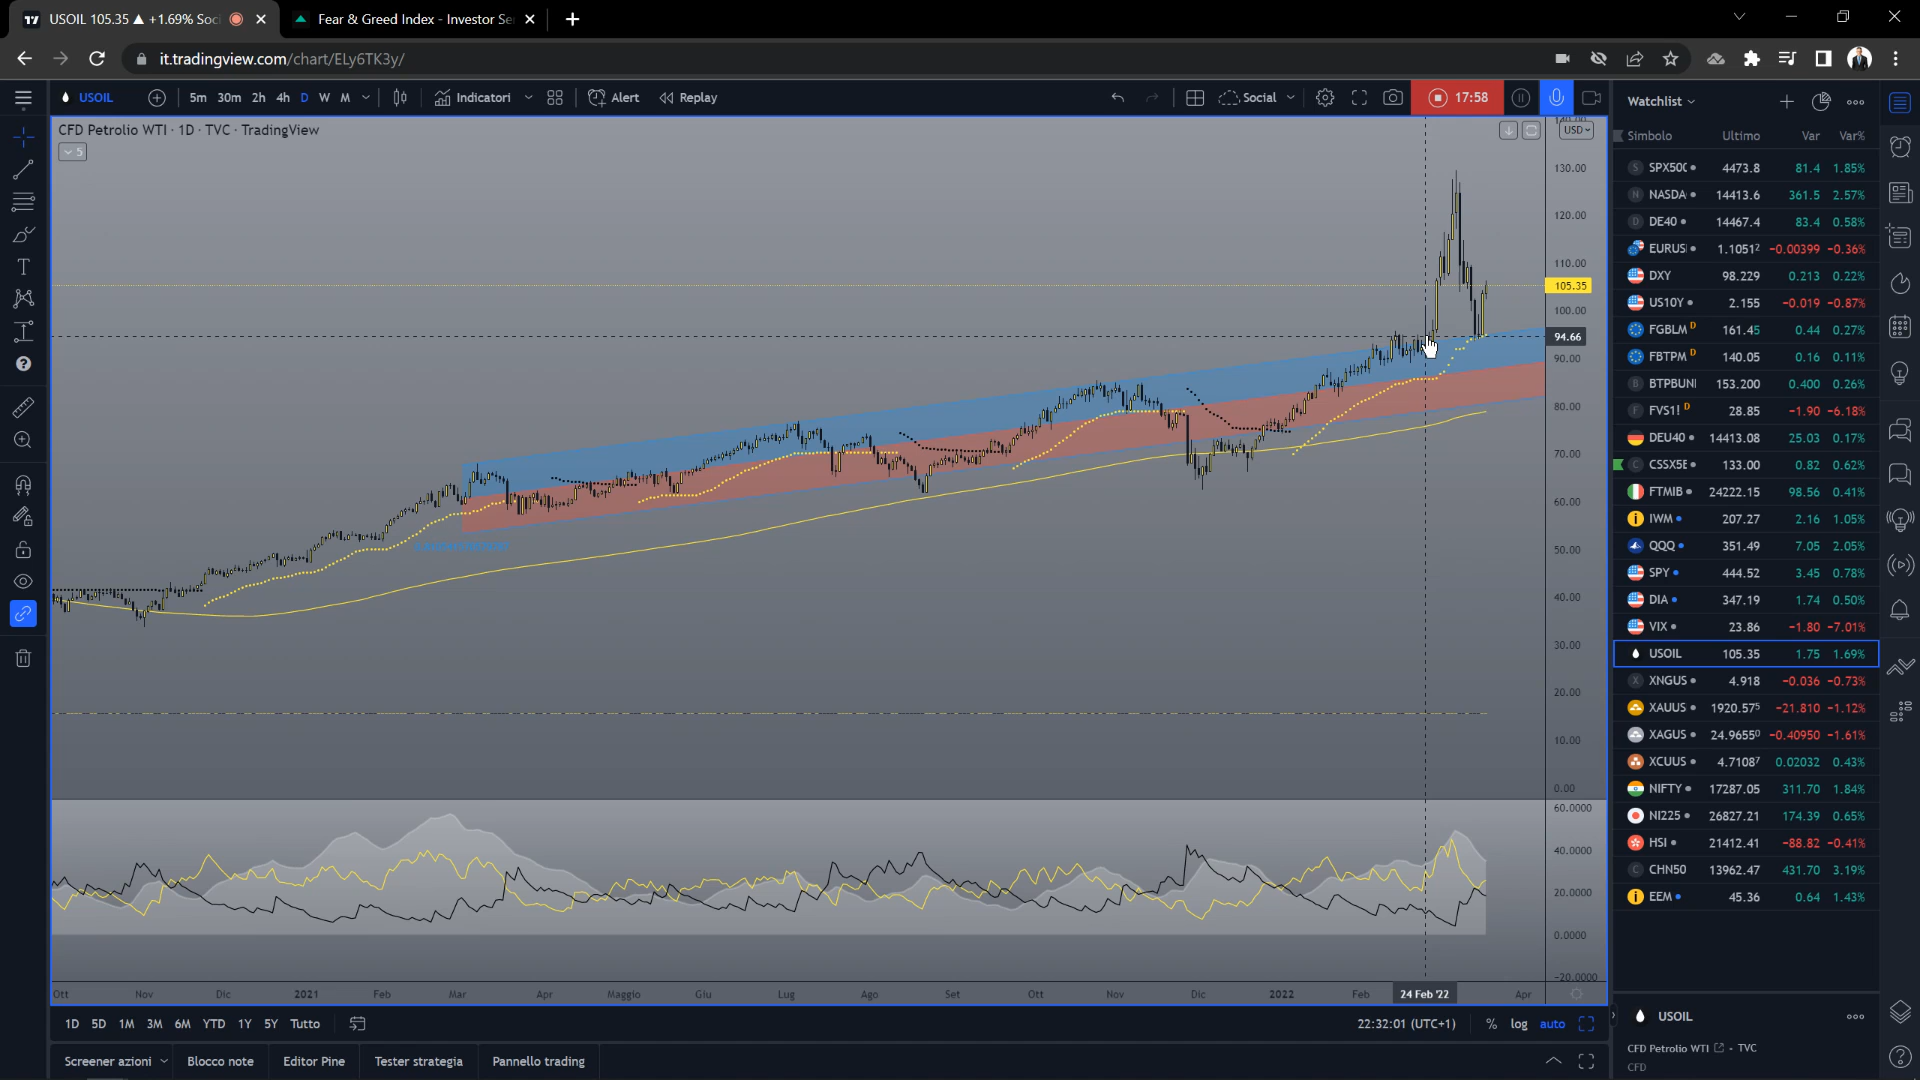 USOIL 105.35 ▲ +1.69% Soci
Fear & Greed Index - Investor Se
it.tradingview.com/chart/ELy6TK3y/
USOIL 5m 30m 2h 4h D W M Indicatori Alert Replay Social 17:58
CFD Petrolio WTI · 1D · TVC · TradingView
5
USD
140.00
130.00
120.00
110.00
105.35
100.00
94.66
90.00
80.00
70.00
60.00
50.00
40.00
30.00
20.00
10.00
0.00
60.0000
40.0000
20.0000
0.0000
-20.0000
Ott Nov Dic 2021 Feb Mar Apr Maggio Giu Lug Ago Set Ott Nov Dic 2022 Feb 24 Feb '22 Apr
1D 5D 1M 3M 6M YTD 1Y 5Y Tutto 22:32:01 (UTC+1) % log auto
Screener azioni Blocco note Editor Pine Tester strategia Pannello trading
Watchlist
Simbolo Ultimo Var Var%
SPX500 4473.8 81.4 1.85%
NASDA 14413.6 361.5 2.57%
DE40 14467.4 83.4 0.58%
EURUS 1.1051² -0.00399 -0.36%
DXY 98.229 0.213 0.22%
US10Y 2.155 -0.019 -0.87%
FGBLM D 161.45 0.44 0.27%
FBTPM D 140.05 0.16 0.11%
BTPBUNI 153.200 0.400 0.26%
FVS1! D 28.85 -1.90 -6.18%
DEU40 14413.08 25.03 0.17%
CSSX5E 133.00 0.82 0.62%
FTMIB 24222.15 98.56 0.41%
IWM 207.27 2.16 1.05%
QQQ 351.49 7.05 2.05%
SPY 444.52 3.45 0.78%
DIA 347.19 1.74 0.50%
VIX 23.86 -1.80 -7.01%
USOIL 105.35 1.75 1.69%
XNGUS 4.918 -0.036 -0.73%
XAUUS 1920.57⁵ -21.810 -1.12%
XAGUS 24.9655⁰ -0.40950 -1.61%
XCUUS 4.7108⁷ 0.02032 0.43%
NIFTY 17287.05 311.70 1.84%
NI225 26827.21 174.39 0.65%
HSI 21412.41 -88.82 -0.41%
CHN50 13962.47 431.70 3.19%
EEM 45.36 0.64 1.43%
USOIL
CFD Petrolio WTI · TVC
CFD